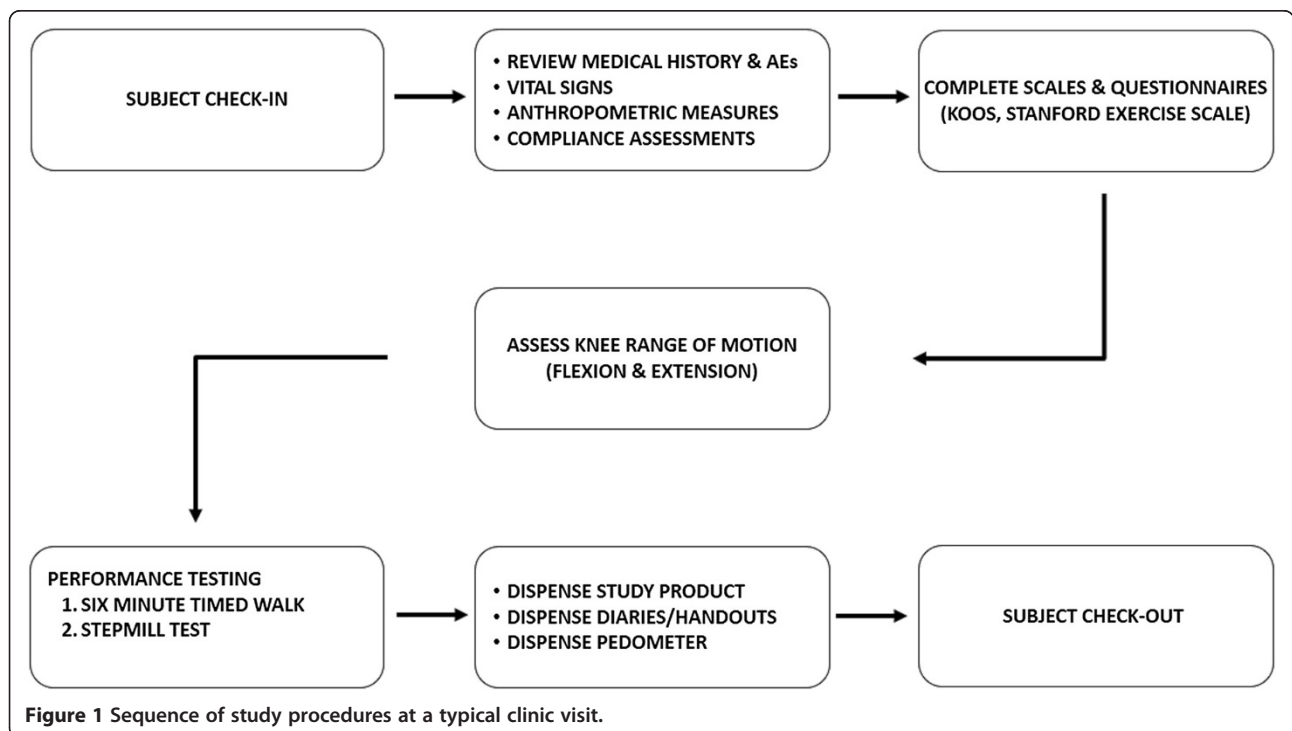 SUBJECT CHECK-IN
• REVIEW MEDICAL HISTORY & AEs
• VITAL SIGNS
• ANTHROPOMETRIC MEASURES
• COMPLIANCE ASSESSMENTS
COMPLETE SCALES & QUESTIONNAIRES
(KOOS, STANFORD EXERCISE SCALE)
ASSESS KNEE RANGE OF MOTION
(FLEXION & EXTENSION)
PERFORMANCE TESTING
1. SIX MINUTE TIMED WALK
2. STEPMILL TEST
• DISPENSE STUDY PRODUCT
• DISPENSE DIARIES/HANDOUTS
• DISPENSE PEDOMETER
SUBJECT CHECK-OUT
Figure 1 Sequence of study procedures at a typical clinic visit.